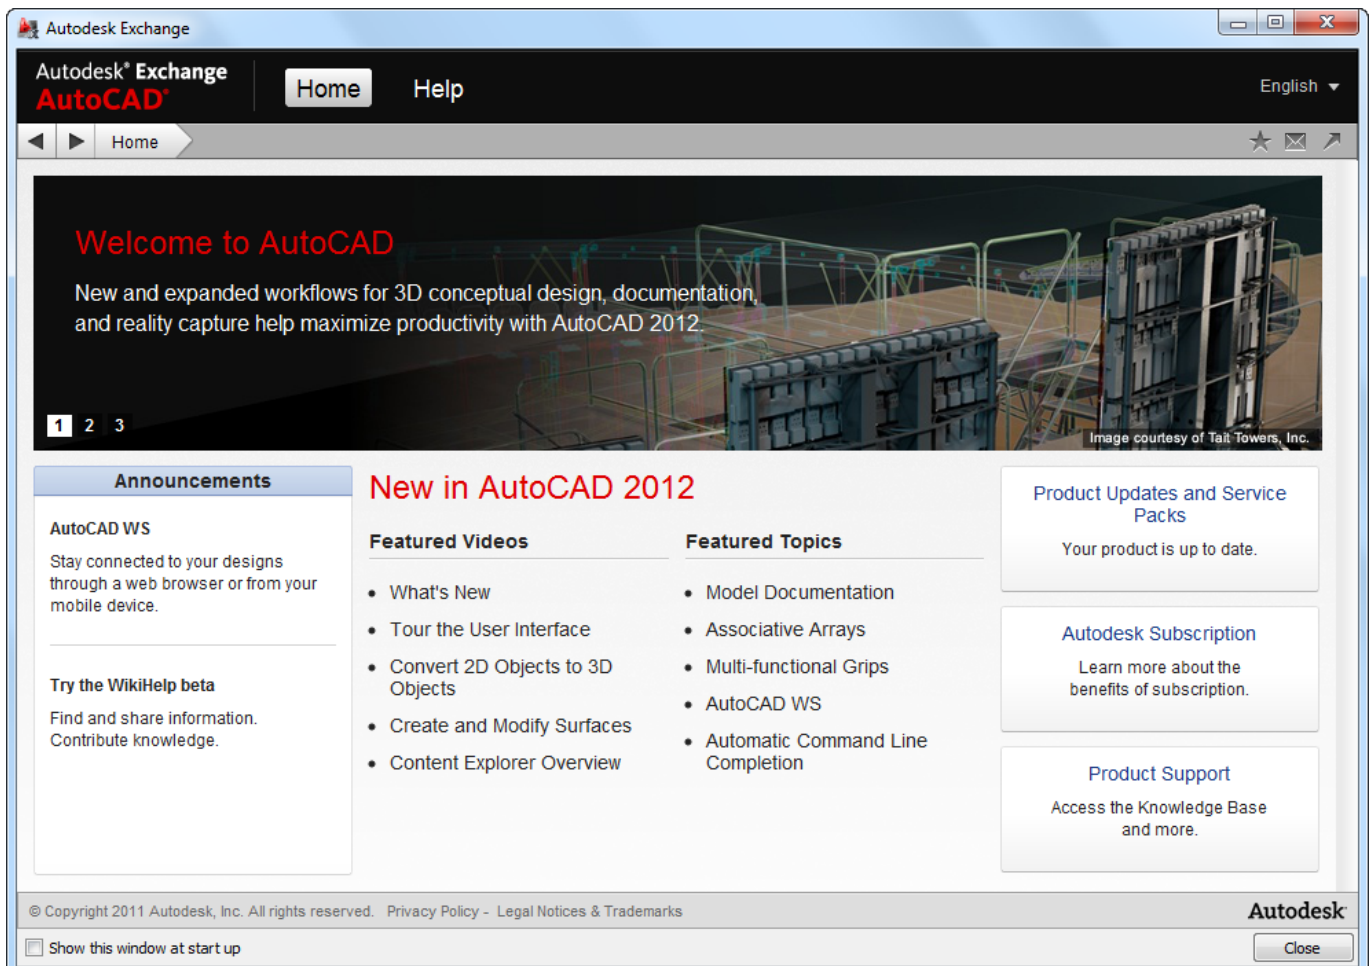 Autodesk Exchange
Autodesk® Exchange
AutoCAD®
Home
Help
English
Home
Welcome to AutoCAD
New and expanded workflows for 3D conceptual design, documentation,
and reality capture help maximize productivity with AutoCAD 2012.
1 2 3
Image courtesy of Tait Towers, Inc.
Announcements
AutoCAD WS
Stay connected to your designs
through a web browser or from your
mobile device.
Try the WikiHelp beta
Find and share information.
Contribute knowledge.
New in AutoCAD 2012
Featured Videos
• What's New
• Tour the User Interface
• Convert 2D Objects to 3D
Objects
• Create and Modify Surfaces
• Content Explorer Overview
Featured Topics
• Model Documentation
• Associative Arrays
• Multi-functional Grips
• AutoCAD WS
• Automatic Command Line
Completion
Product Updates and Service
Packs
Your product is up to date.
Autodesk Subscription
Learn more about the
benefits of subscription.
Product Support
Access the Knowledge Base
and more.
© Copyright 2011 Autodesk, Inc. All rights reserved. Privacy Policy - Legal Notices & Trademarks
Autodesk
Show this window at start up
Close